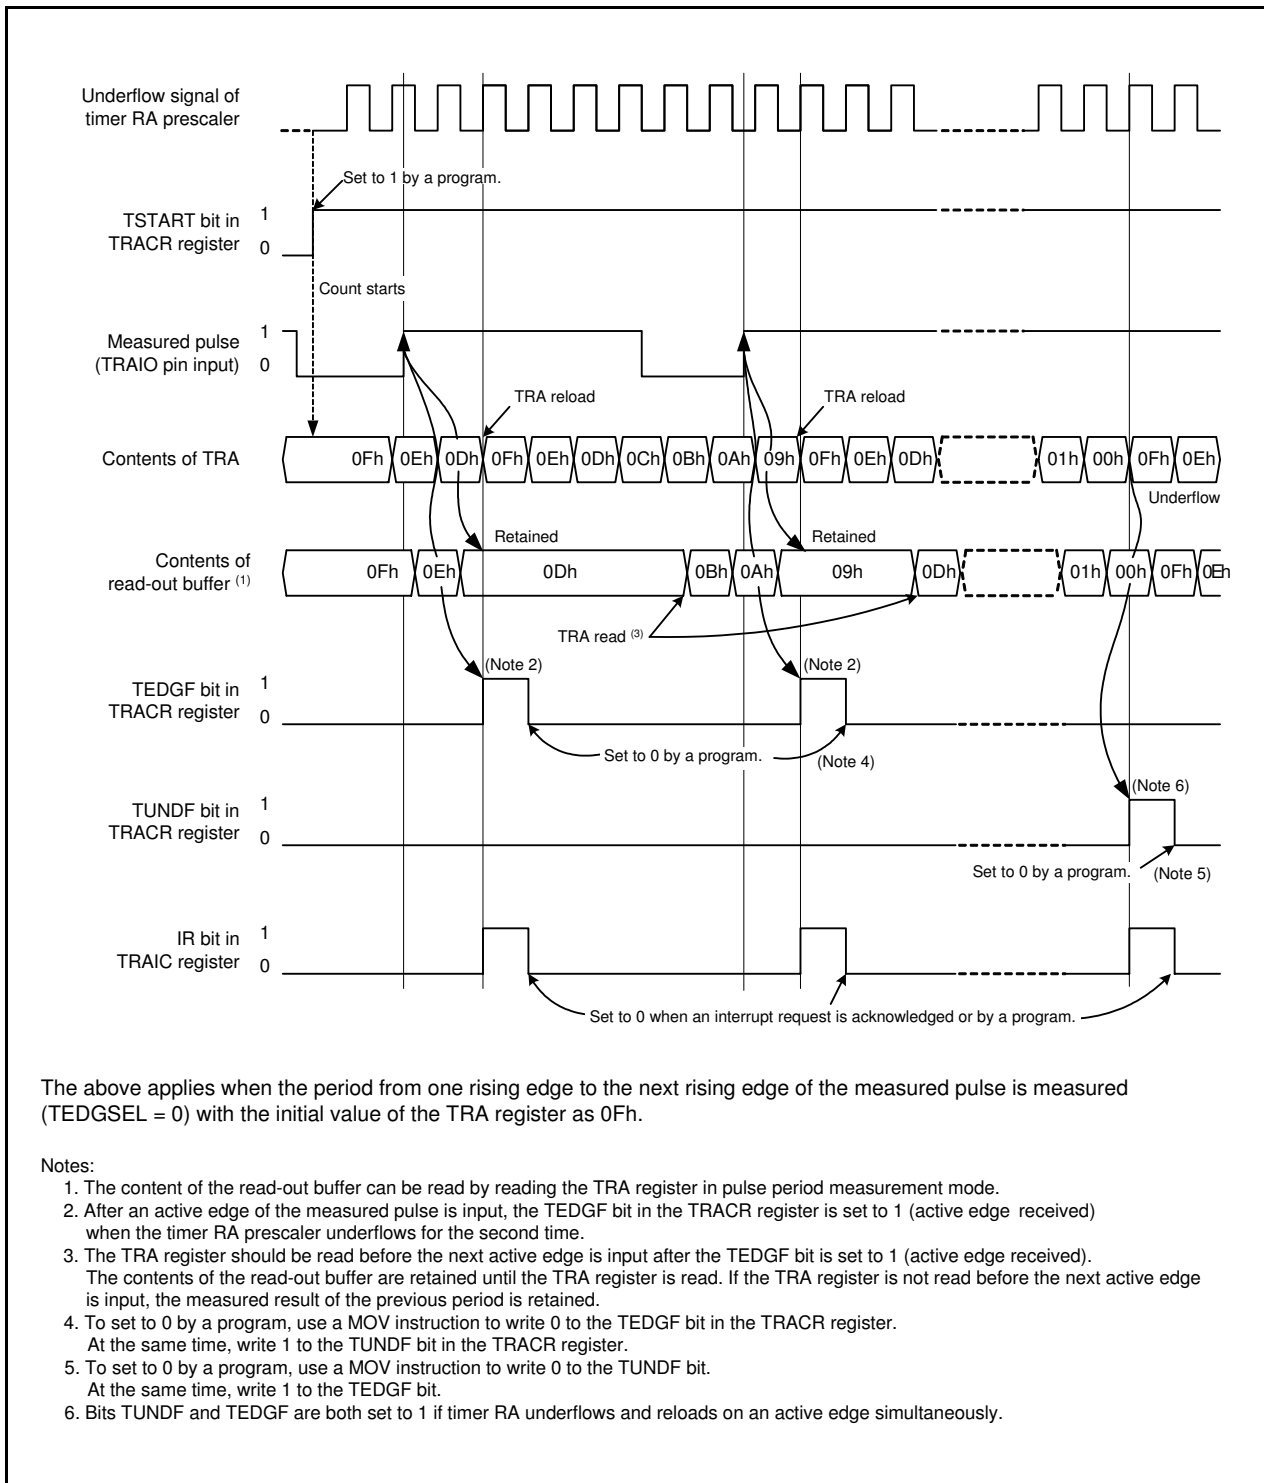 Underflow signal of
timer RA prescaler
Set to 1 by a program.
TSTART bit in
TRACR register
1
0
Count starts
Measured pulse
(TRAIO pin input)
1
0
TRA reload
TRA reload
Contents of TRA
0Fh 0Eh 0Dh 0Fh 0Eh 0Dh 0Ch 0Bh 0Ah 09h 0Fh 0Eh 0Dh 01h 00h 0Fh 0Eh
Underflow
Retained
Retained
Contents of
read-out buffer (1)
0Fh 0Eh 0Dh 0Bh 0Ah 09h 0Dh 01h 00h 0Fh 0Eh
TRA read (3)
(Note 2)
(Note 2)
TEDGF bit in
TRACR register
1
0
Set to 0 by a program.
(Note 4)
(Note 6)
TUNDF bit in
TRACR register
1
0
Set to 0 by a program.
(Note 5)
IR bit in
TRAIC register
1
0
Set to 0 when an interrupt request is acknowledged or by a program.
The above applies when the period from one rising edge to the next rising edge of the measured pulse is measured
(TEDGSEL = 0) with the initial value of the TRA register as 0Fh.
Notes:
1. The content of the read-out buffer can be read by reading the TRA register in pulse period measurement mode.
2. After an active edge of the measured pulse is input, the TEDGF bit in the TRACR register is set to 1 (active edge received)
when the timer RA prescaler underflows for the second time.
3. The TRA register should be read before the next active edge is input after the TEDGF bit is set to 1 (active edge received).
The contents of the read-out buffer are retained until the TRA register is read. If the TRA register is not read before the next active edge
is input, the measured result of the previous period is retained.
4. To set to 0 by a program, use a MOV instruction to write 0 to the TEDGF bit in the TRACR register.
At the same time, write 1 to the TUNDF bit in the TRACR register.
5. To set to 0 by a program, use a MOV instruction to write 0 to the TUNDF bit.
At the same time, write 1 to the TEDGF bit.
6. Bits TUNDF and TEDGF are both set to 1 if timer RA underflows and reloads on an active edge simultaneously.